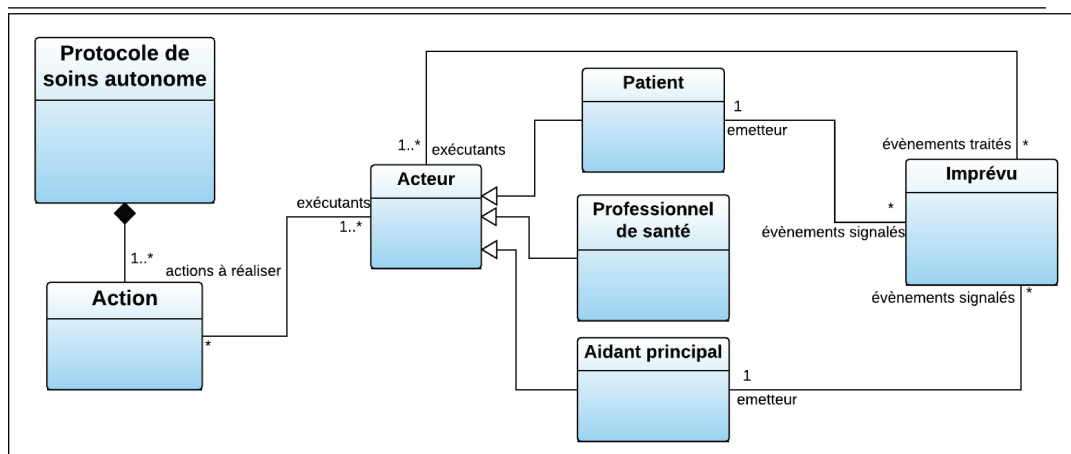 Protocole de
soins autonome
1..*
actions à réaliser
Action
*
exécutants
1..*
1..*
exécutants
Acteur
Patient
1
emetteur
Professionnel
de santé
Aidant principal
1
emetteur
évènements traités
*
Imprévu
*
évènements signalés
évènements signalés
*